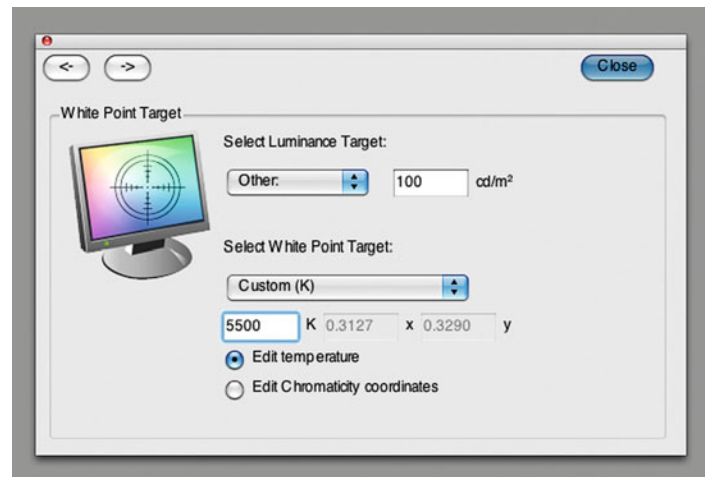 <- -> Close
White Point Target
Select Luminance Target:
Other: 100 cd/m²
Select White Point Target:
Custom (K)
5500 K 0.3127 x 0.3290 y
Edit temperature
Edit Chromaticity coordinates